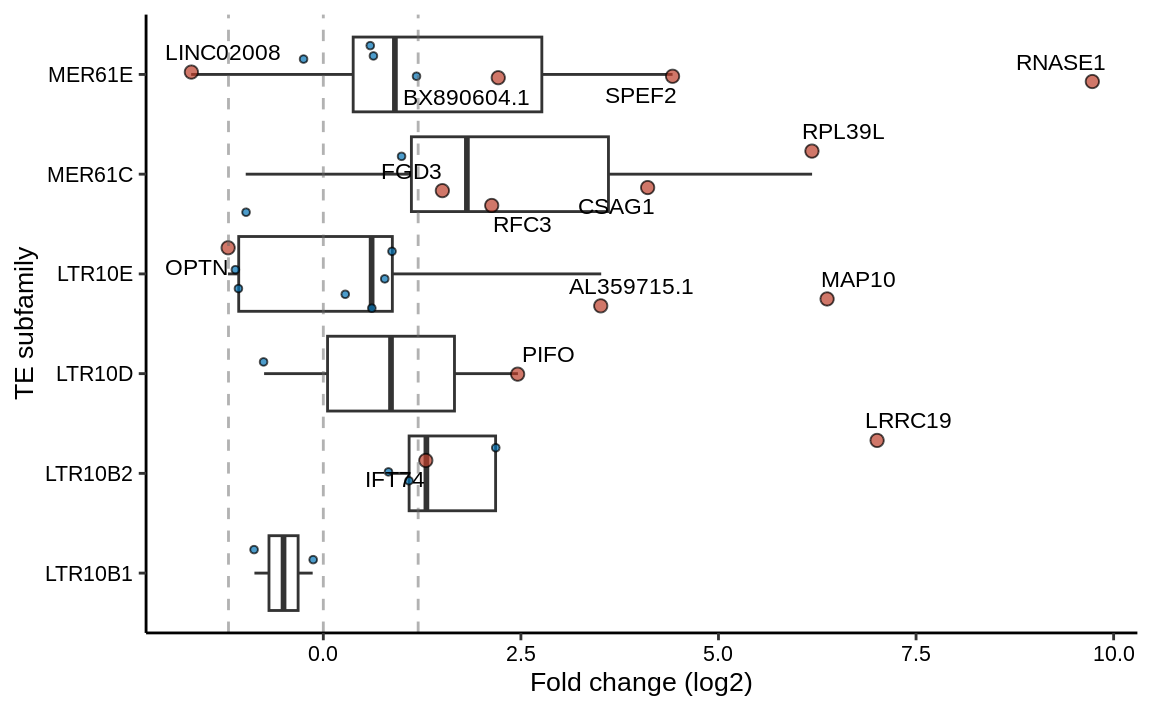 LINC02008
RNASE1
MER61E
BX890604.1
SPEF2
RPL39L
MER61C
FGD3
CSAG1
RFC3
OPTN
LTR10E
AL359715.1
MAP10
PIFO
LTR10D
LRRC19
LTR10B2
IFT74
LTR10B1
TE subfamily
0.0 2.5 5.0 7.5 10.0
Fold change (log2)